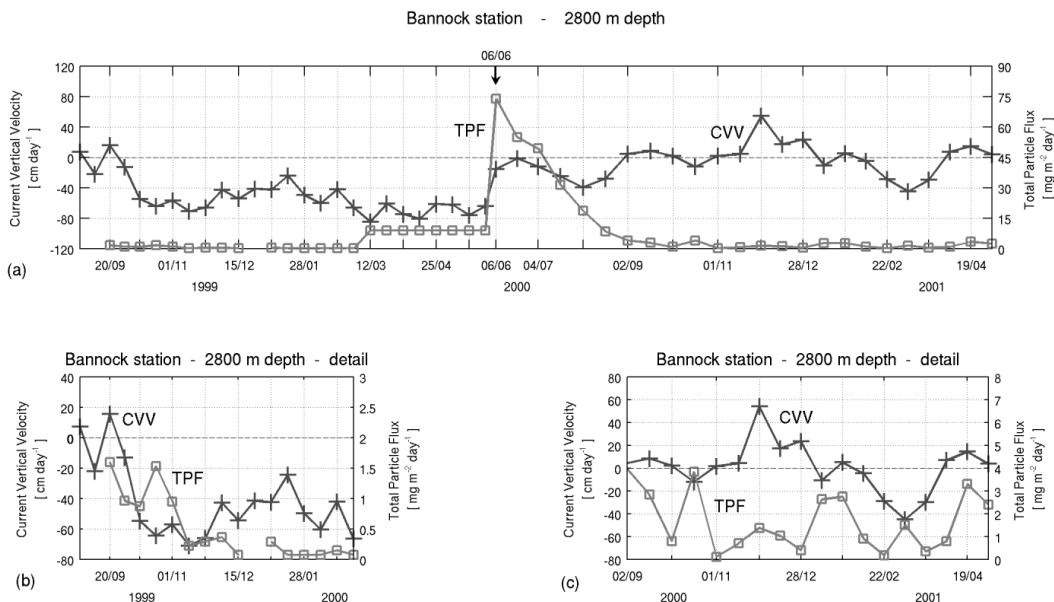 Bannock station - 2800 m depth
06/06
120 90
80 75
40 60
0 45
-40 30
-80 15
-120 0
Current Vertical Velocity
[ cm day⁻¹ ]
Total Particle Flux
[ mg m⁻² day⁻¹ ]
TPF
CVV
20/09 01/11 15/12 28/01 12/03 25/04 06/06 04/07 02/09 01/11 28/12 22/02 19/04
(a)
1999 2000 2001
Bannock station - 2800 m depth - detail
40 3
20 2.5
0 2
-20 1.5
-40 1
-60 0.5
-80 0
Current Vertical Velocity
[ cm day⁻¹ ]
Total Particle Flux
[ mg m⁻² day⁻¹ ]
CVV
TPF
20/09 01/11 15/12 28/01
(b)
1999 2000
Bannock station - 2800 m depth - detail
80 8
60 7
40 6
20 5
0 4
-20 3
-40 2
-60 1
-80 0
Current Vertical Velocity
[ cm day⁻¹ ]
Total Particle Flux
[ mg m⁻² day⁻¹ ]
CVV
TPF
02/09 01/11 28/12 22/02 19/04
(c)
2000 2001